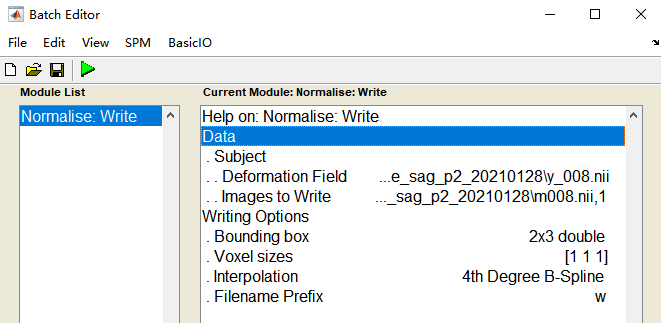 Batch Editor
File Edit View SPM BasicIO
Module List
Current Module: Normalise: Write
Normalise: Write
Help on: Normalise: Write
Data
. Subject
. . Deformation Field ...e_sag_p2_20210128\y_008.nii
. . Images to Write ..._sag_p2_20210128\m008.nii,1
Writing Options
. Bounding box 2x3 double
. Voxel sizes [1 1 1]
. Interpolation 4th Degree B-Spline
. Filename Prefix w